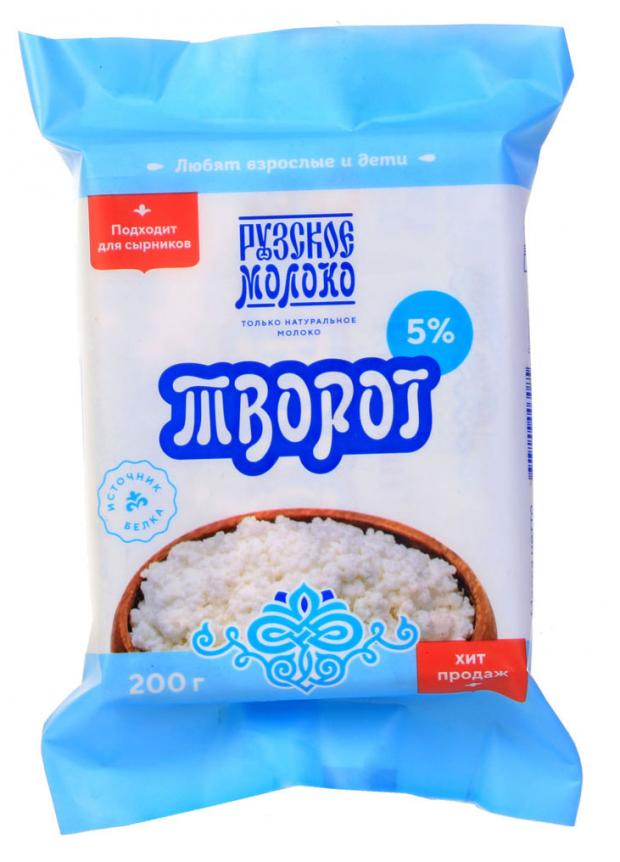 Любят взрослые и дети
Подходит
для сырников
РУЗСКОЕ
МОЛОКО
ТОЛЬКО НАТУРАЛЬНОЕ
МОЛОКО
5%
ТВОРОГ
ИСТОЧНИК
БЕЛКА
200 г
ХИТ
продаж